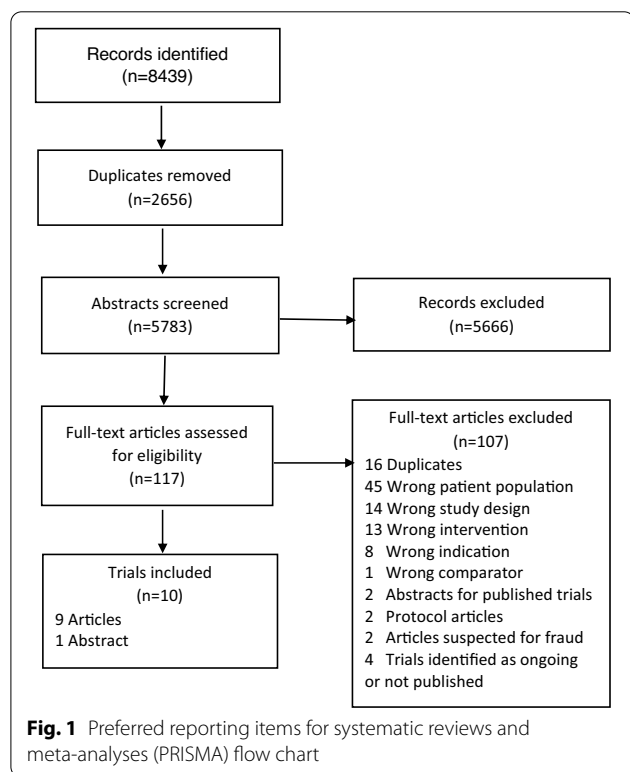 Records identified
(n=8439)
Duplicates removed
(n=2656)
Abstracts screened
(n=5783)
Records excluded
(n=5666)
Full-text articles assessed
for eligibility
(n=117)
Full-text articles excluded
(n=107)
16 Duplicates
45 Wrong patient population
14 Wrong study design
13 Wrong intervention
8 Wrong indication
1 Wrong comparator
2 Abstracts for published trials
2 Protocol articles
2 Articles suspected for fraud
4 Trials identified as ongoing
or not published
Trials included
(n=10)
9 Articles
1 Abstract
Fig. 1 Preferred reporting items for systematic reviews and
meta-analyses (PRISMA) flow chart